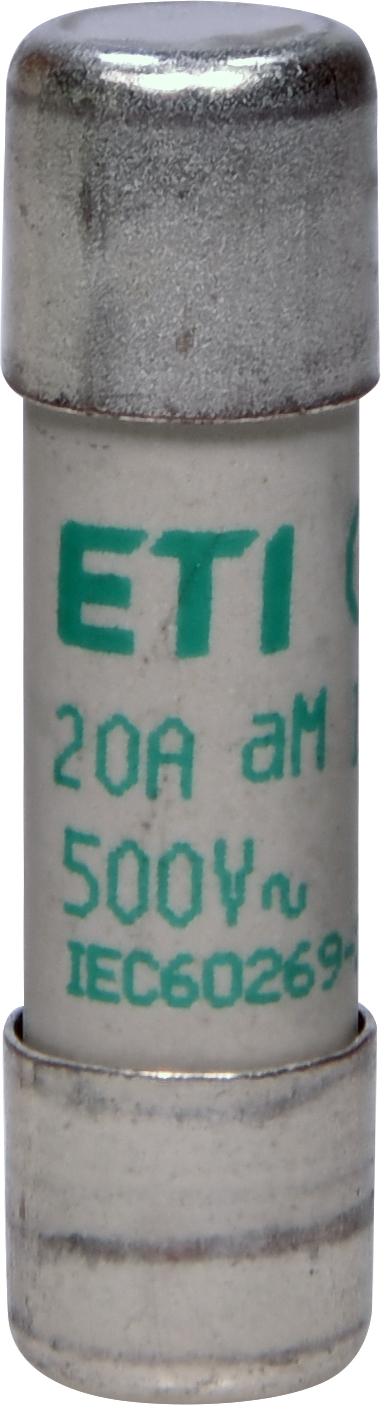 ETI
20A aM
500V~
IEC60269-